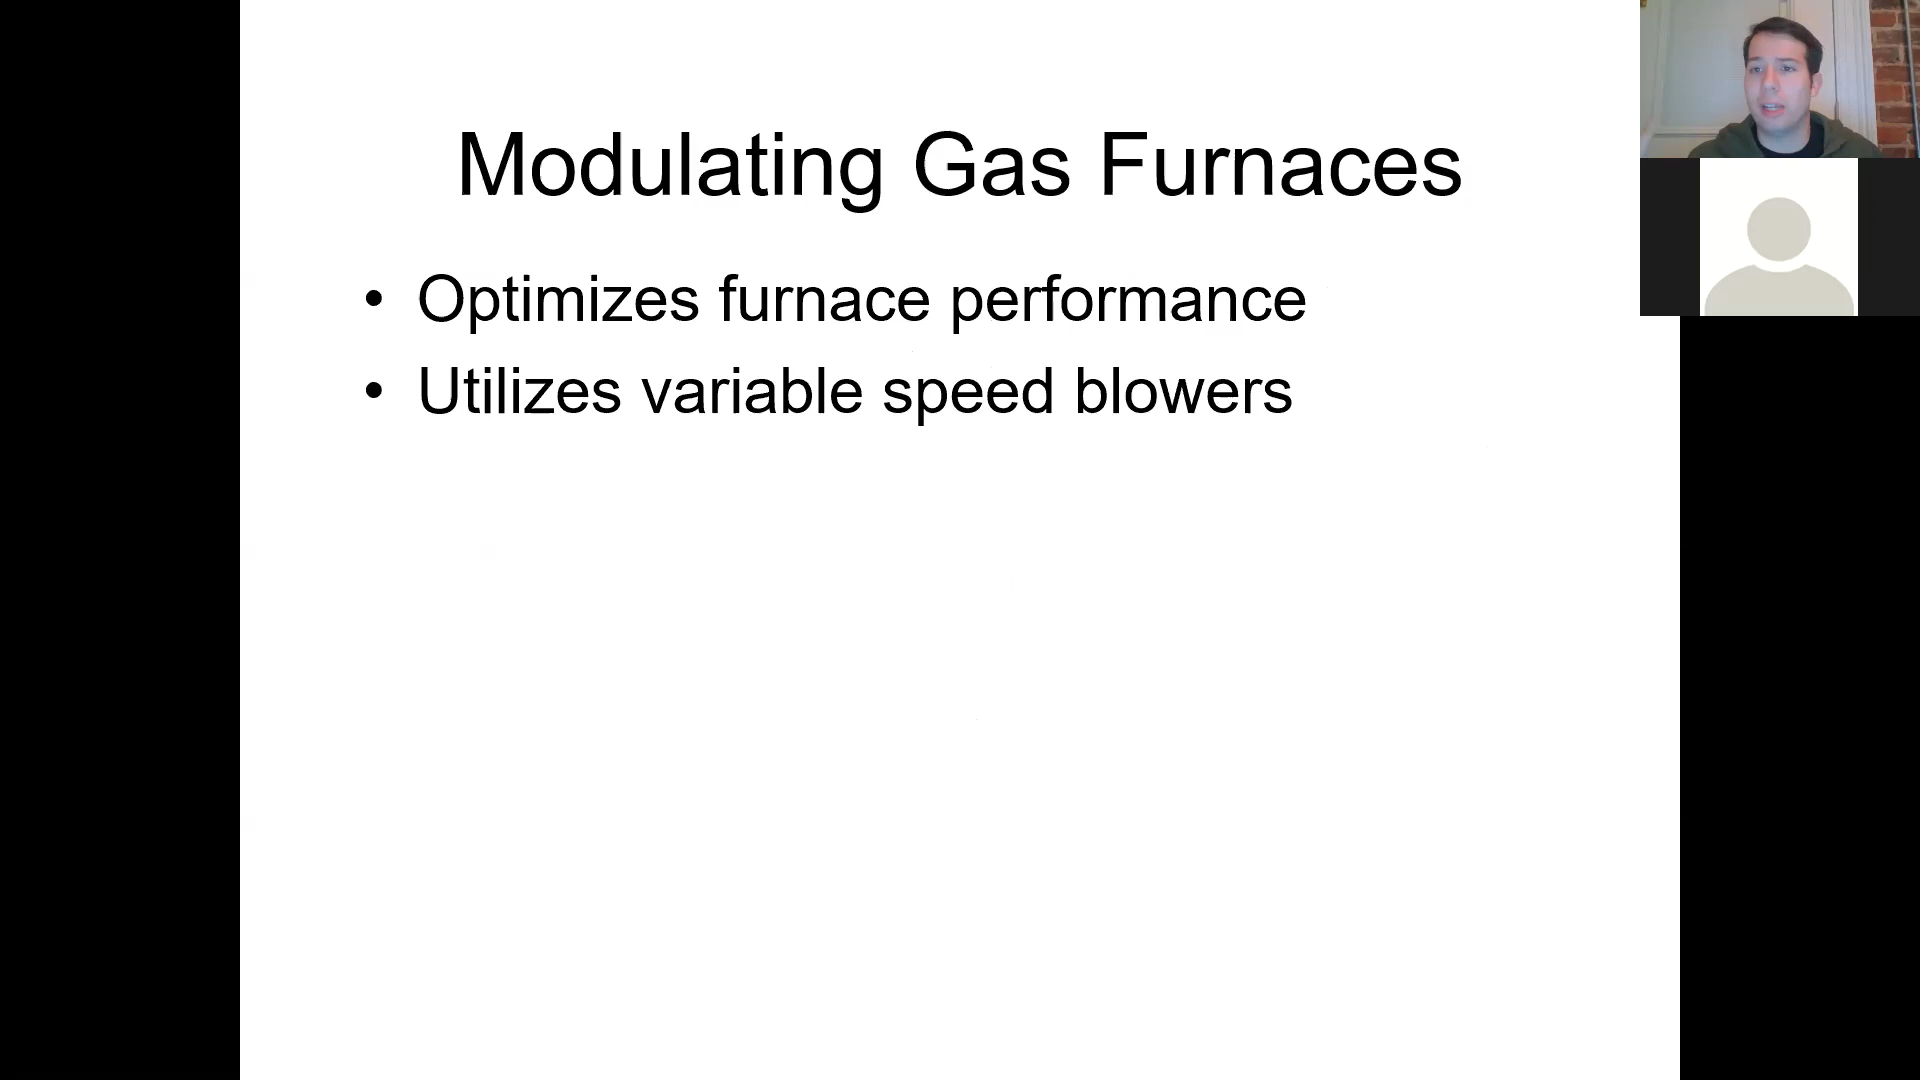 Modulating Gas Furnaces
• Optimizes furnace performance
• Utilizes variable speed blowers